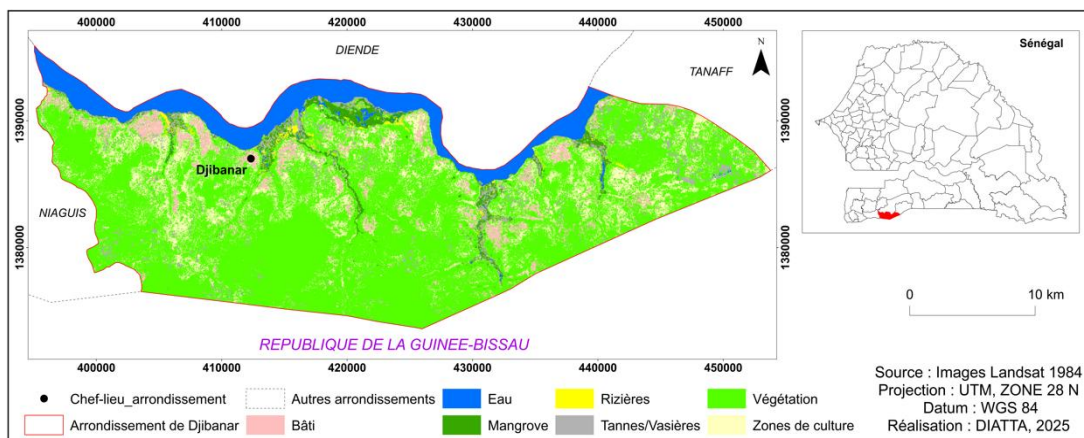 400000 410000 420000 430000 440000 450000
DIENDE
N
TANAFF
Sénégal
1390000
1390000
Djibanar
NIAGUIS
1380000
1380000
0 10 km
REPUBLIQUE DE LA GUINEE-BISSAU
400000 410000 420000 430000 440000 450000
Chef-lieu_arrondissement
Autres arrondissements
Eau
Rizières
Végétation
Arrondissement de Djibanar
Bâti
Mangrove
Tannes/Vasières
Zones de culture
Source : Images Landsat 1984
Projection : UTM, ZONE 28 N
Datum : WGS 84
Réalisation : DIATTA, 2025